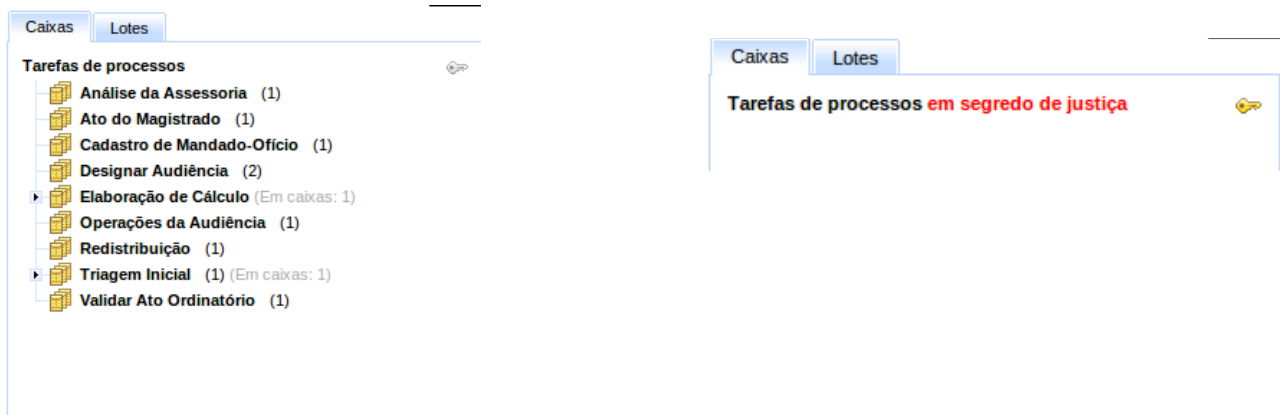 Caixas Lotes
Tarefas de processos
Análise da Assessoria (1)
Ato do Magistrado (1)
Cadastro de Mandado-Ofício (1)
Designar Audiência (2)
Elaboração de Cálculo (Em caixas: 1)
Operações da Audiência (1)
Redistribuição (1)
Triagem Inicial (1) (Em caixas: 1)
Validar Ato Ordinatório (1)
Caixas Lotes
Tarefas de processos em segredo de justiça